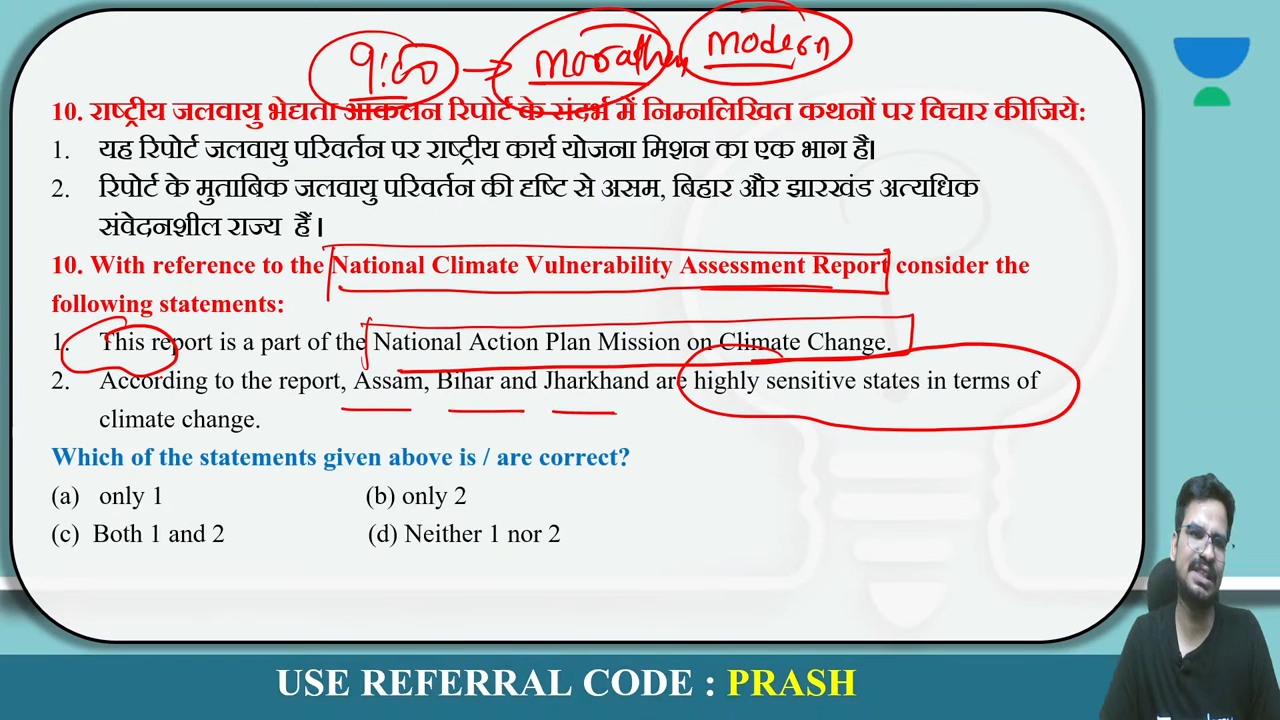 9:00 → marathon, modern
10. राष्ट्रीय जलवायु भेद्यता आकलन रिपोर्ट के संदर्भ में निम्नलिखित कथनों पर विचार कीजिये:
1. यह रिपोर्ट जलवायु परिवर्तन पर राष्ट्रीय कार्य योजना मिशन का एक भाग है।
2. रिपोर्ट के मुताबिक जलवायु परिवर्तन की दृष्टि से असम, बिहार और झारखंड अत्यधिक
संवेदनशील राज्य हैं।
10. With reference to the National Climate Vulnerability Assessment Report consider the
following statements:
1. This report is a part of the National Action Plan Mission on Climate Change.
2. According to the report, Assam, Bihar and Jharkhand are highly sensitive states in terms of
climate change.
Which of the statements given above is / are correct?
(a) only 1 (b) only 2
(c) Both 1 and 2 (d) Neither 1 nor 2
USE REFERRAL CODE : PRASH